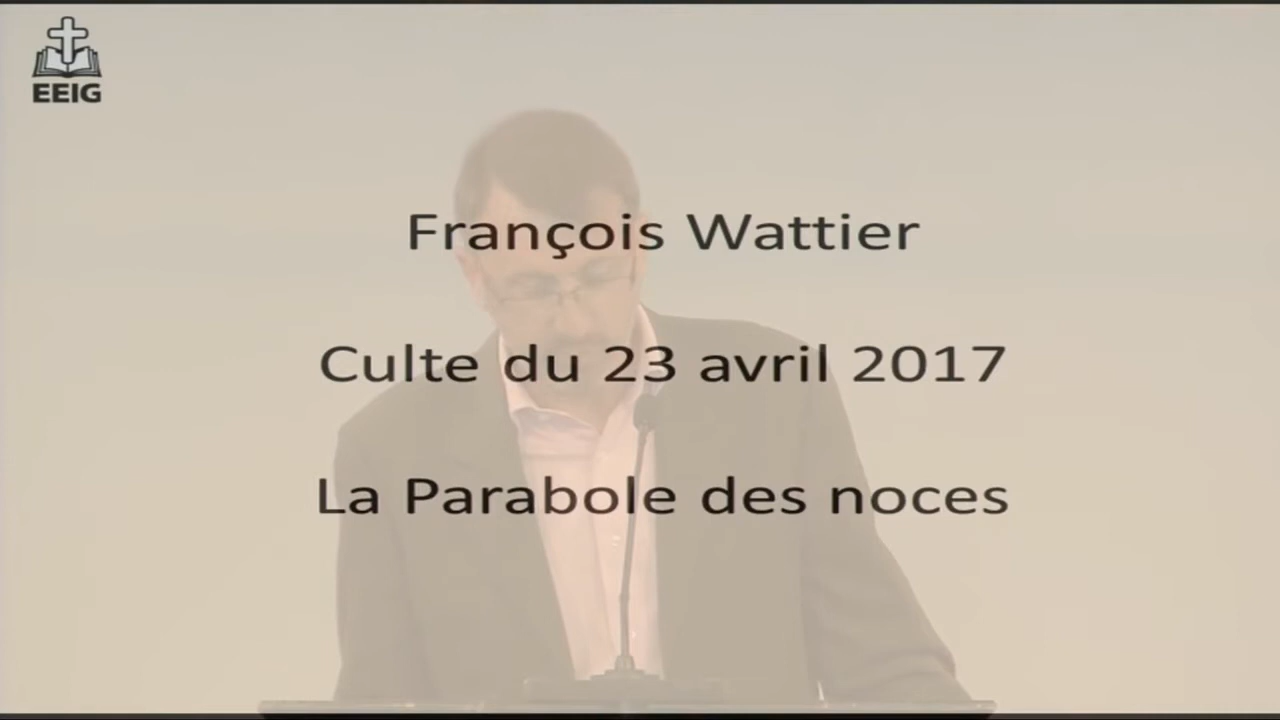 EEIG
François Wattier
Culte du 23 avril 2017
La Parabole des noces